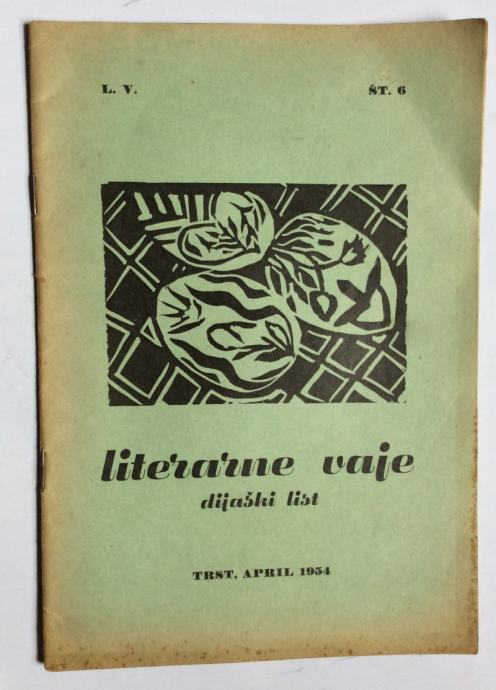 L. V. ŠT. 6
literarne vaje
dijaški list
TRST, APRIL 1954